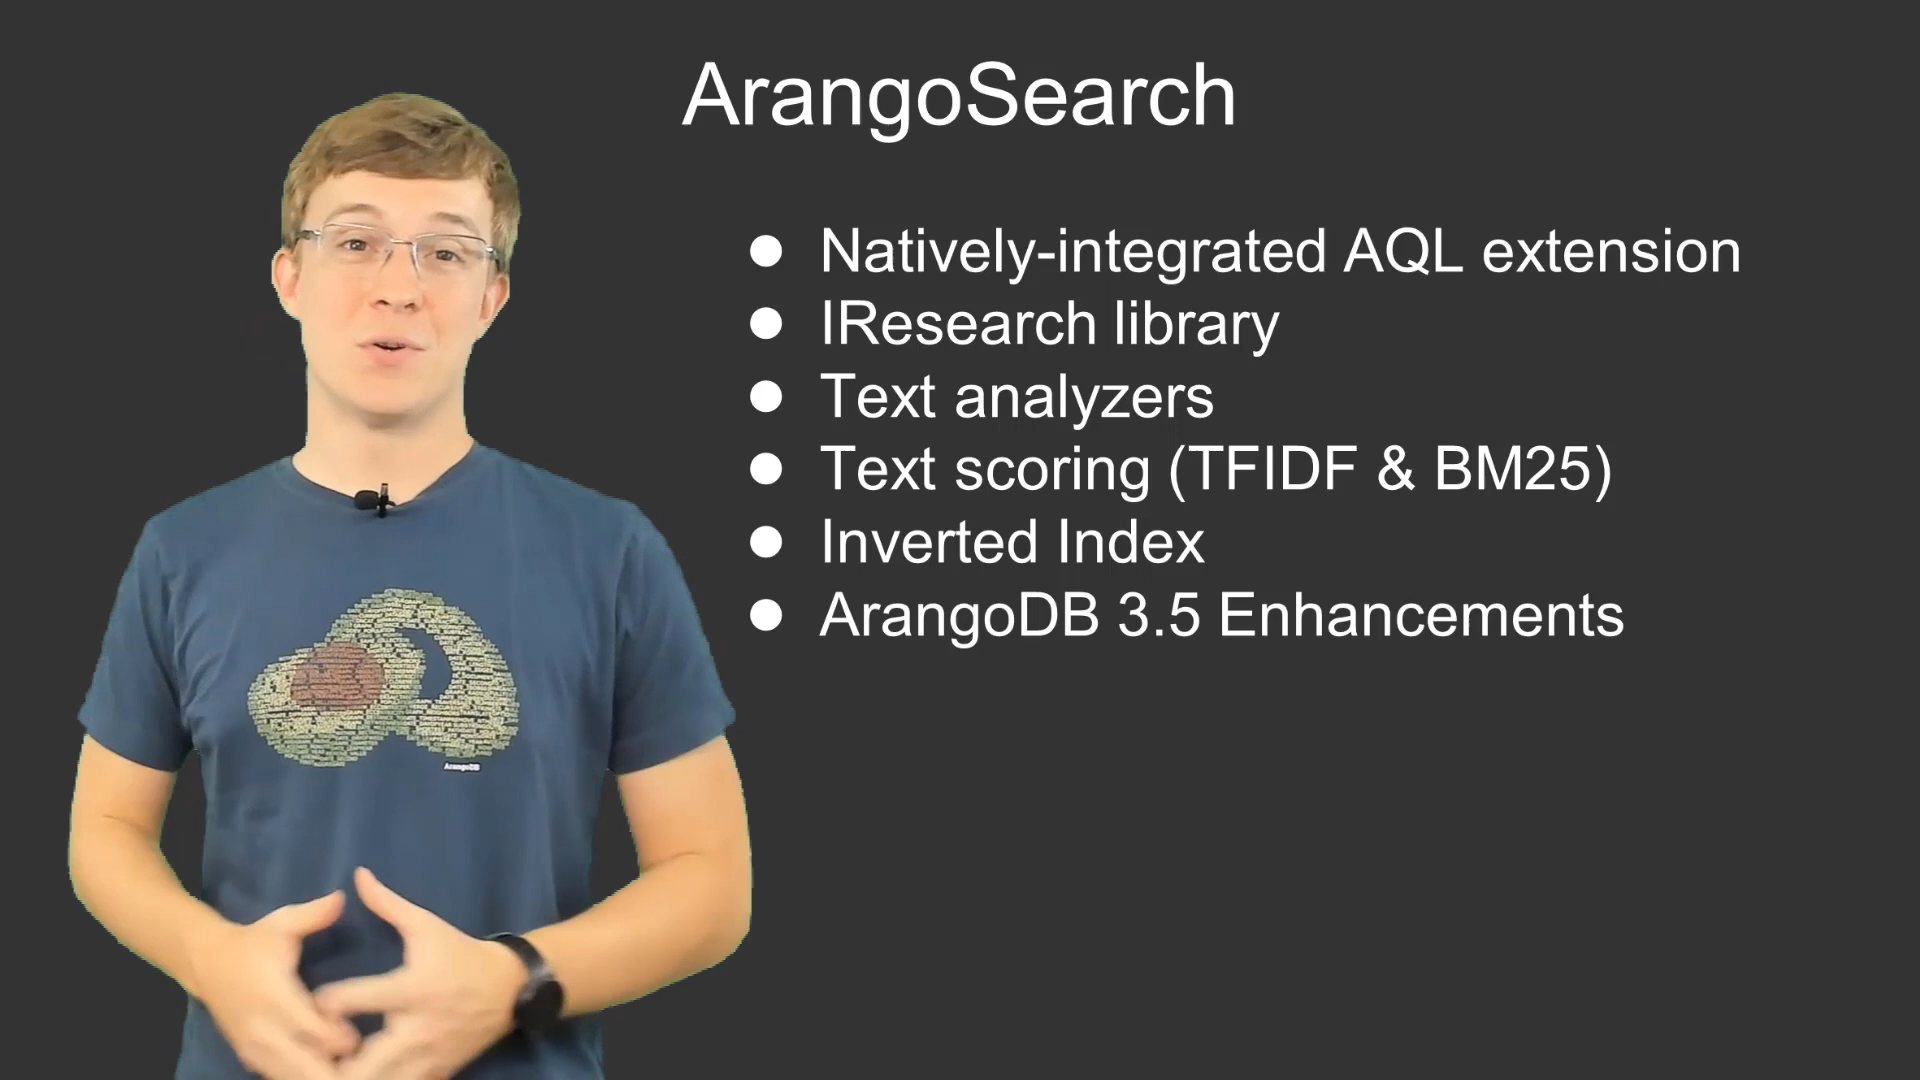 ArangoSearch
● Natively-integrated AQL extension
● IResearch library
● Text analyzers
● Text scoring (TFIDF & BM25)
● Inverted Index
● ArangoDB 3.5 Enhancements
ArangoDB